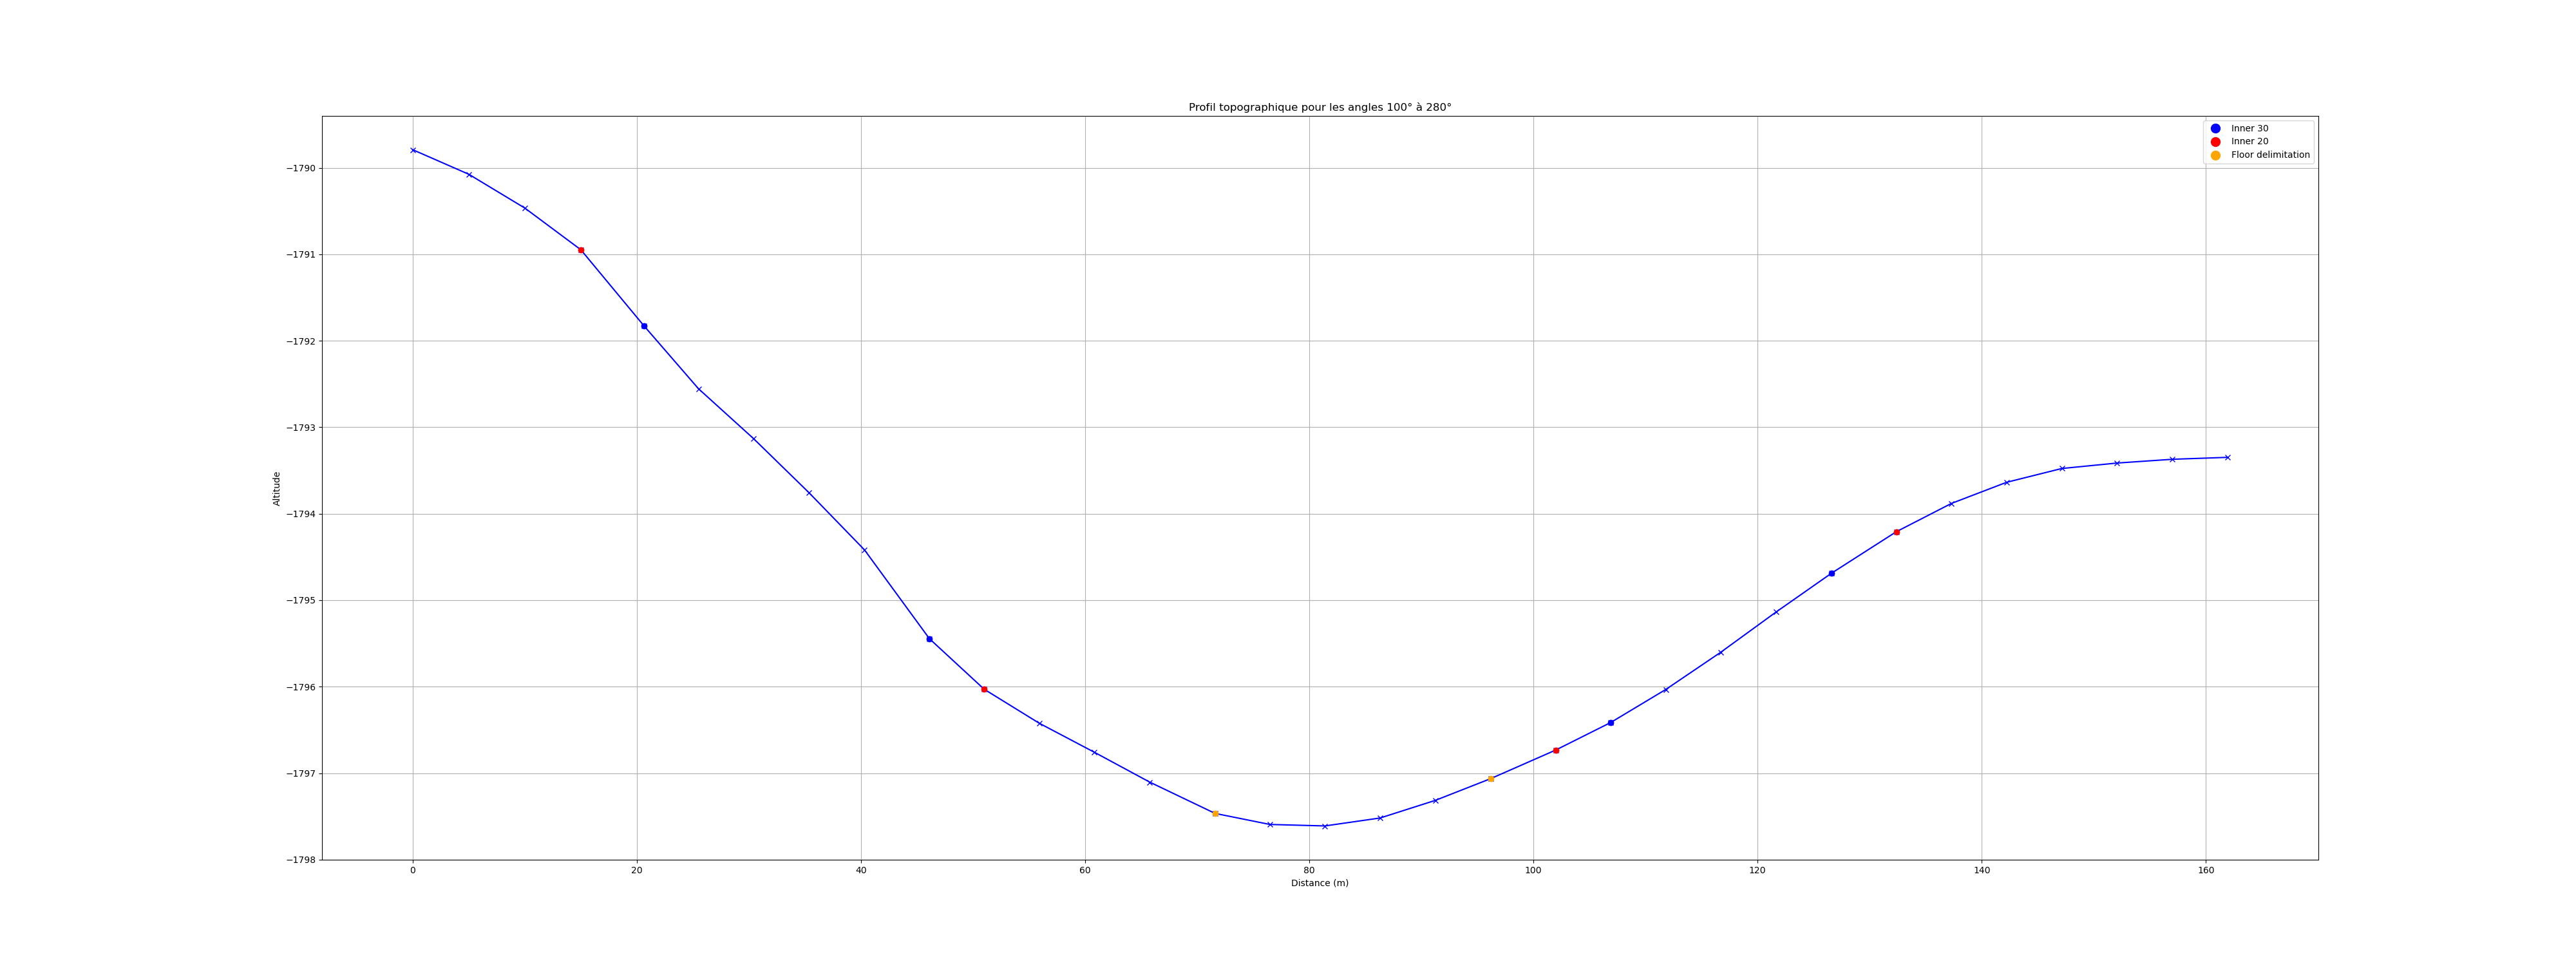 Profil topographique pour les angles 100° à 280°
Inner 30
Inner 20
Floor delimitation
−1790
−1791
−1792
−1793
−1794
−1795
−1796
−1797
−1798
Altitude
0 20 40 60 80 100 120 140 160
Distance (m)